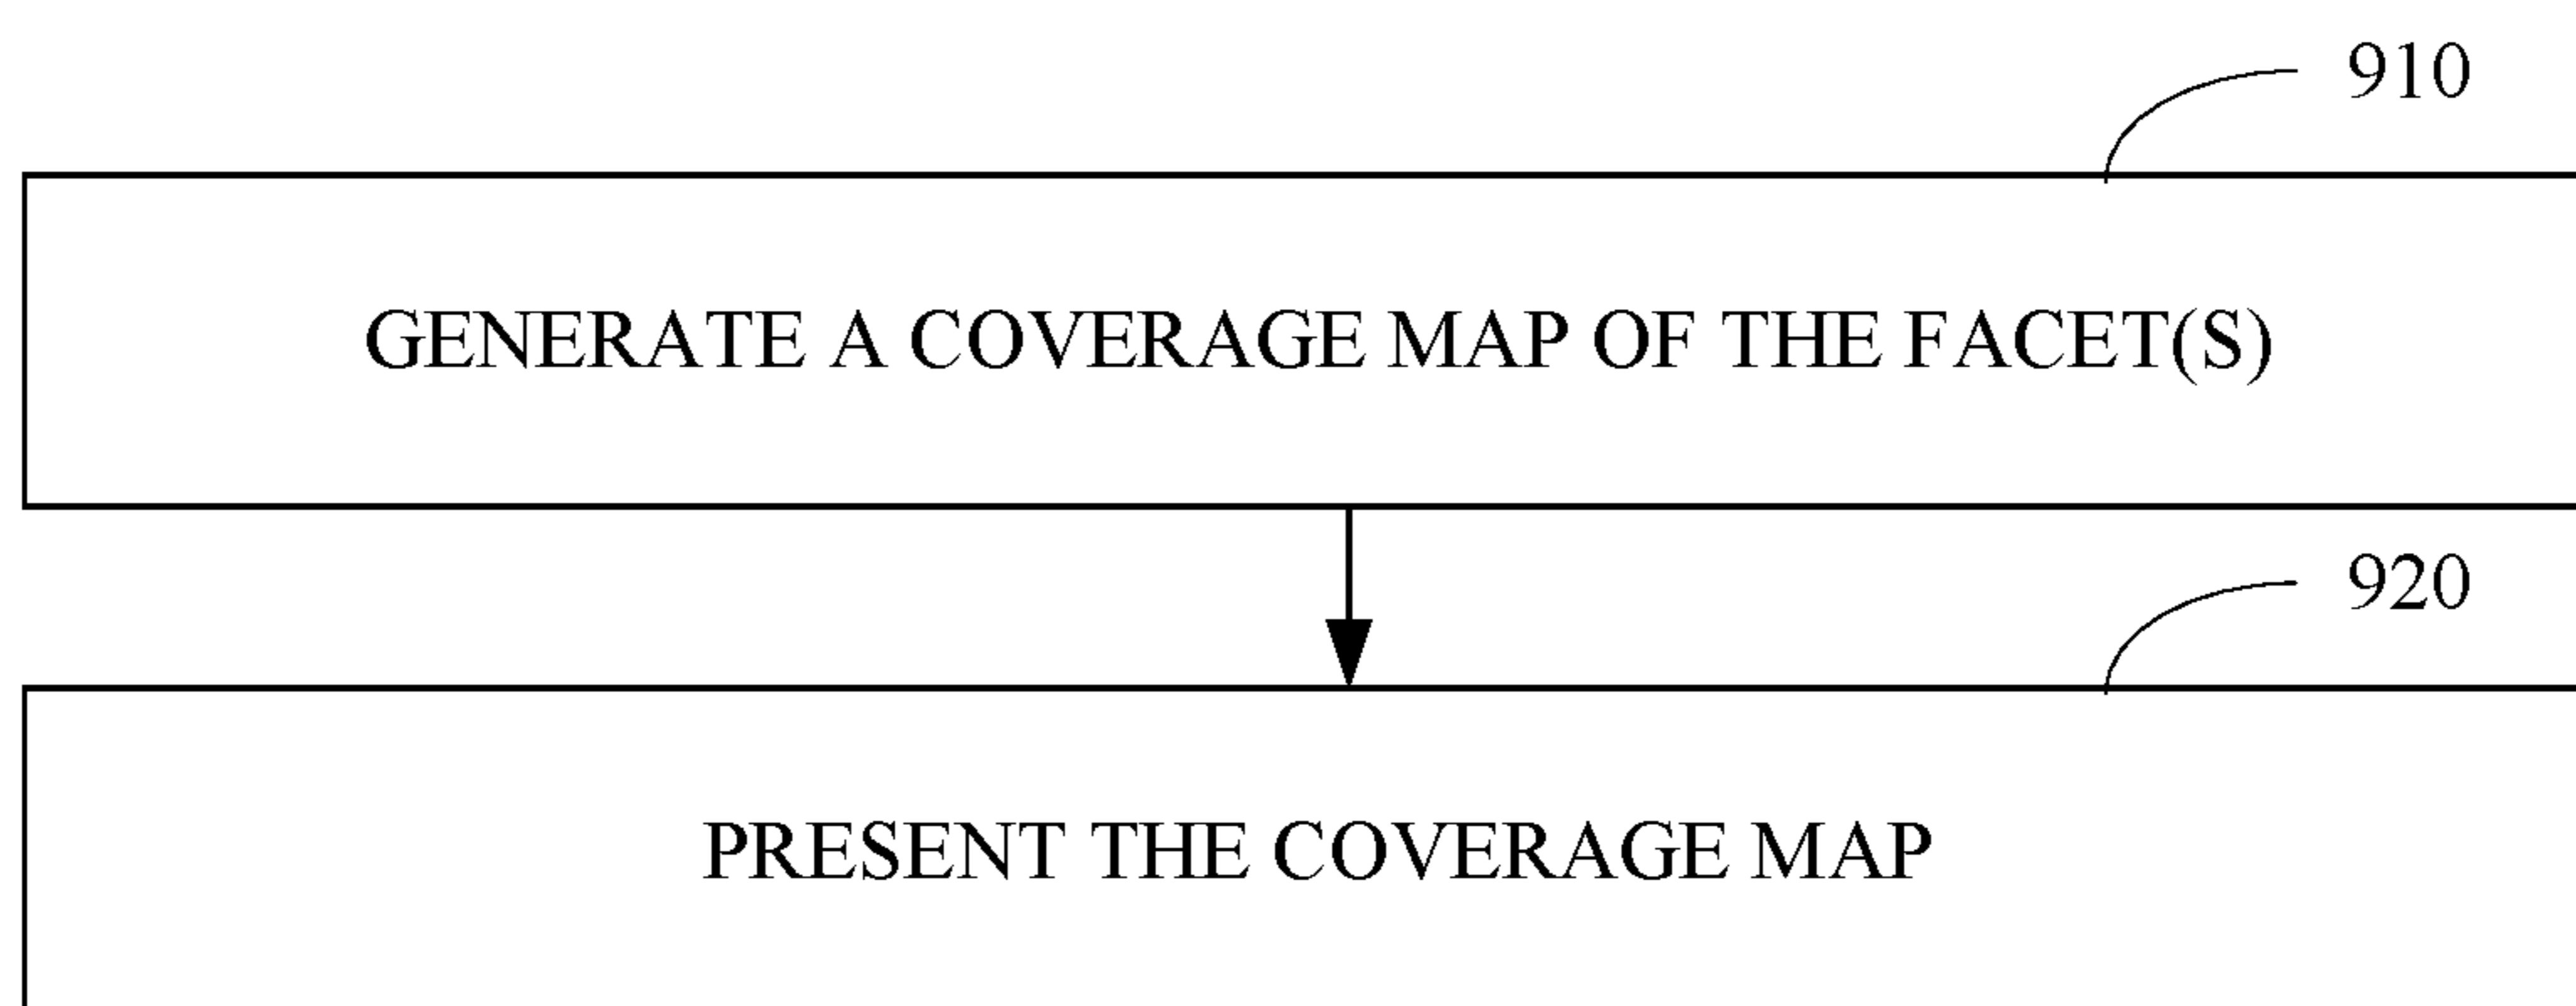 910
GENERATE A COVERAGE MAP OF THE FACET(S)
920
PRESENT THE COVERAGE MAP